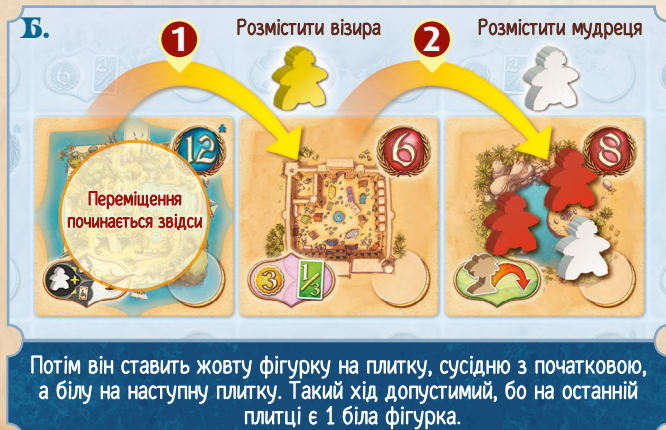 Б.
1
Розмістити візира
2
Розмістити мудреця
12
6
8
Переміщення
починається звідси
+
3
1/3
Потім він ставить жовту фігурку на плитку, сусідню з початковою,
а білу на наступну плитку. Такий хід допустимий, бо на останній
плитці є 1 біла фігурка.